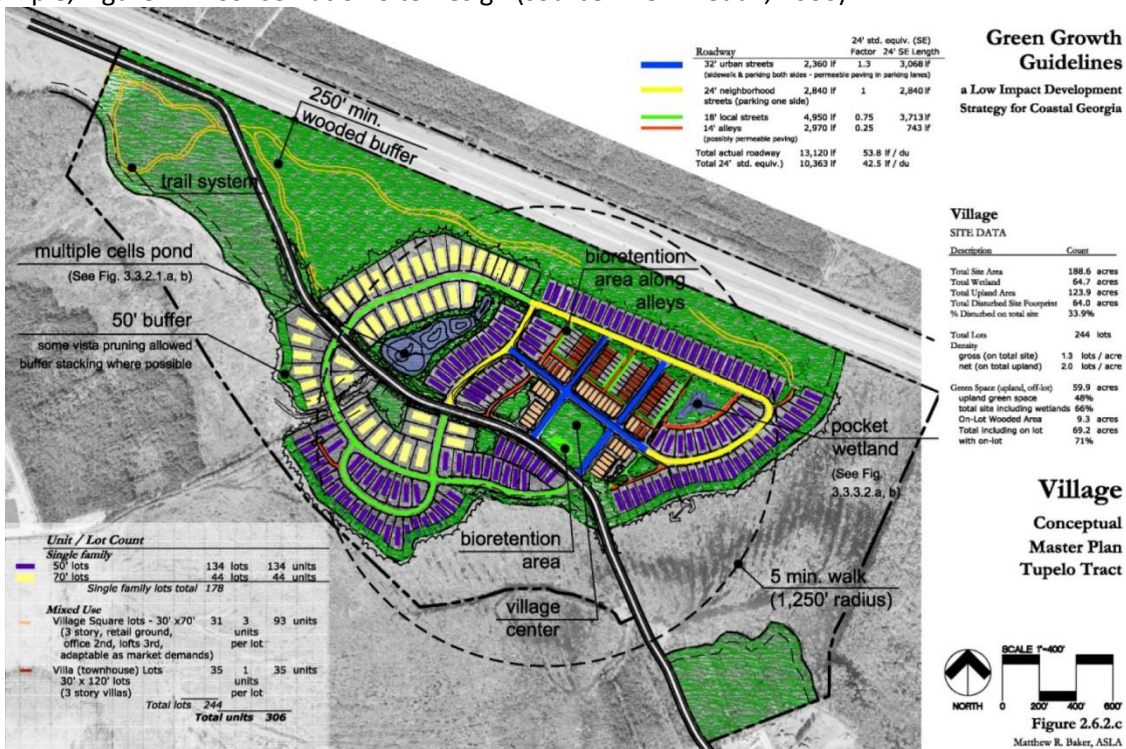 24' std. equiv. (SE)
Roadway Factor 24' SE Length
32' urban streets 2,360 lf 1.3 3,068 lf
(sidewalk & parking both sides - permeable paving in parking lanes)
24' neighborhood 2,840 lf 1 2,840 lf
streets (parking one side)
18' local streets 4,950 lf 0.75 3,713 lf
14' alleys 2,970 lf 0.25 743 lf
(possibly permeable paving)
Total actual roadway 13,120 lf 53.8 lf / du
Total 24' std. equiv.) 10,363 lf 42.5 lf / du
Green Growth
Guidelines
a Low Impact Development
Strategy for Coastal Georgia
250' min.
wooded buffer
trail system
multiple cells pond
(See Fig. 3.3.2.1.a, b)
50' buffer
some vista pruning allowed
buffer stacking where possible
bioretention
area along
alleys
pocket
wetland
(See Fig.
3.3.3.2.a, b)
bioretention
area
village
center
5 min. walk
(1,250' radius)
Village
SITE DATA
Description Count
Total Site Area 188.6 acres
Total Wetland 64.7 acres
Total Upland Area 123.9 acres
Total Disturbed Site Footprint 64.0 acres
% Disturbed on total site 33.9%
Total Lots 244 lots
Density
gross (on total site) 1.3 lots / acre
net (on total upland) 2.0 lots / acre
Green Space (upland, off-lot) 59.9 acres
upland green space 48%
total site including wetlands 66%
On-Lot Wooded Area 9.3 acres
Total including on lot 69.2 acres
with on-lot 71%
Village
Conceptual
Master Plan
Tupelo Tract
Unit / Lot Count
Single family
50' lots 134 lots 134 units
70' lots 44 lots 44 units
Single family lots total 178
Mixed Use
Village Square lots - 30' x70' 31 3 93 units
(3 story, retail ground, units
office 2nd, lofts 3rd, per lot
adaptable as market demands)
Villa (townhouse) Lots 35 1 35 units
30' x 120' lots units
(3 story villas) per lot
Total lots 244
Total units 306
SCALE 1"=400'
NORTH 0 200' 400' 600'
Figure 2.6.2.c
Matthew R. Baker, ASLA